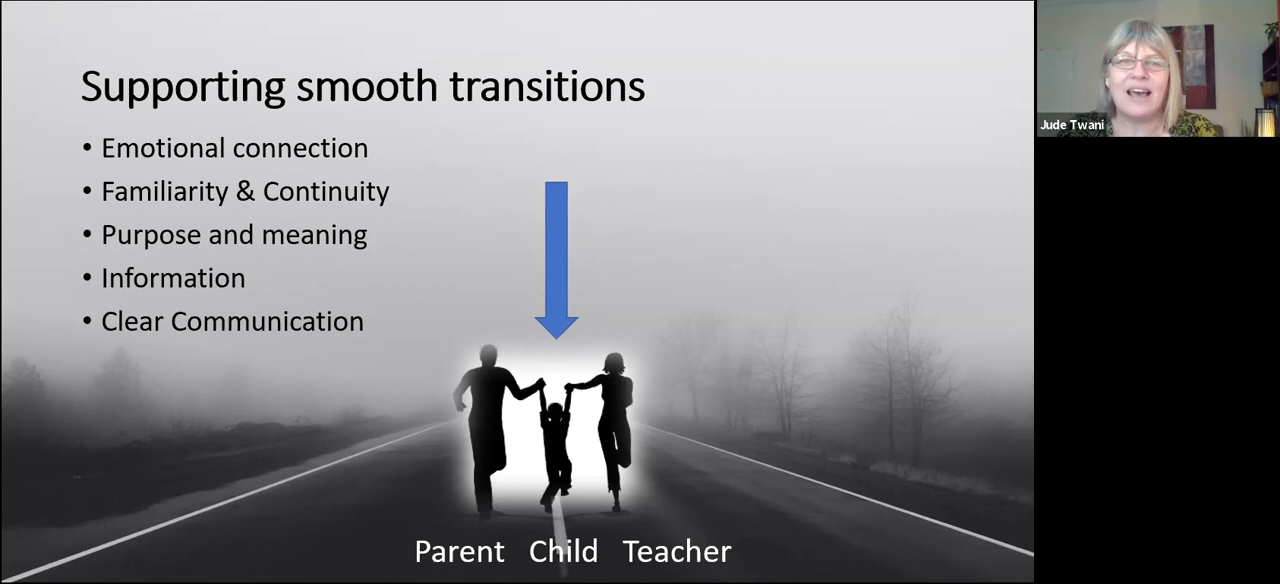 Supporting smooth transitions
• Emotional connection
• Familiarity & Continuity
• Purpose and meaning
• Information
• Clear Communication
Parent Child Teacher
Jude Twani